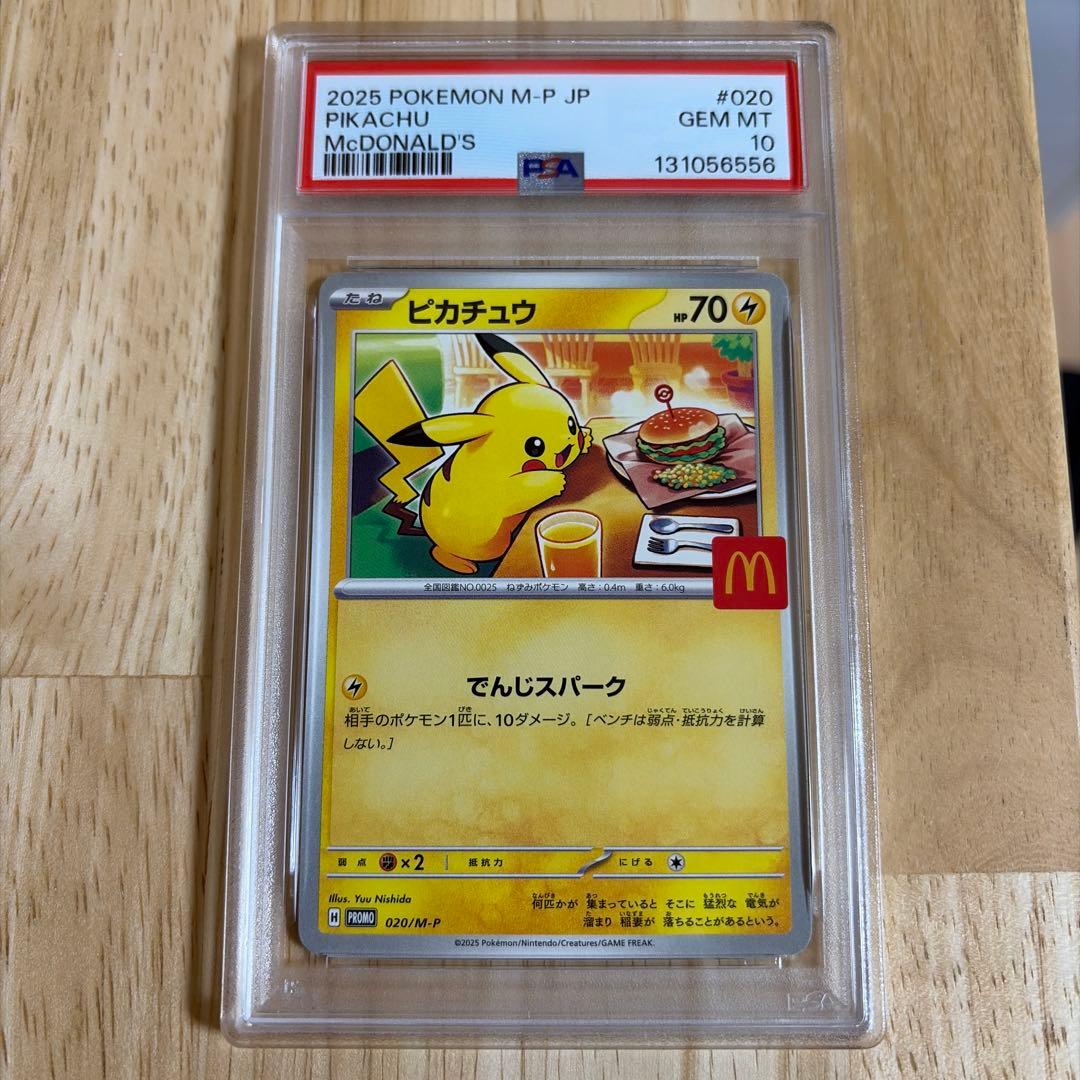 2025 POKEMON M-P JP #020
PIKACHU GEM MT
McDONALD'S 10
PSA 131056556
たね ピカチュウ HP70
全国図鑑NO.0025 ねずみポケモン 高さ:0.4m 重さ:6.0kg
でんじスパーク
相手のポケモン1匹に、10ダメージ。[ベンチは弱点・抵抗力を計算
しない。]
弱点 ×2 抵抗力 にげる
Illus. Yuu Nishida
何匹かが 集まっていると そこに 猛烈な 電気が
溜まり 稲妻が 落ちることがあるという。
H PROMO 020/M-P
©2025 Pokémon/Nintendo/Creatures/GAME FREAK.
PSA